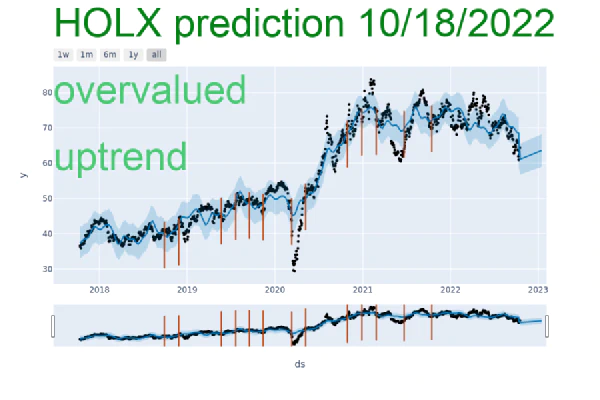 HOLX prediction 10/18/2022
1w 1m 6m 1y all
overvalued
uptrend
80
70
60
50
40
30
y
2018 2019 2020 2021 2022 2023
ds